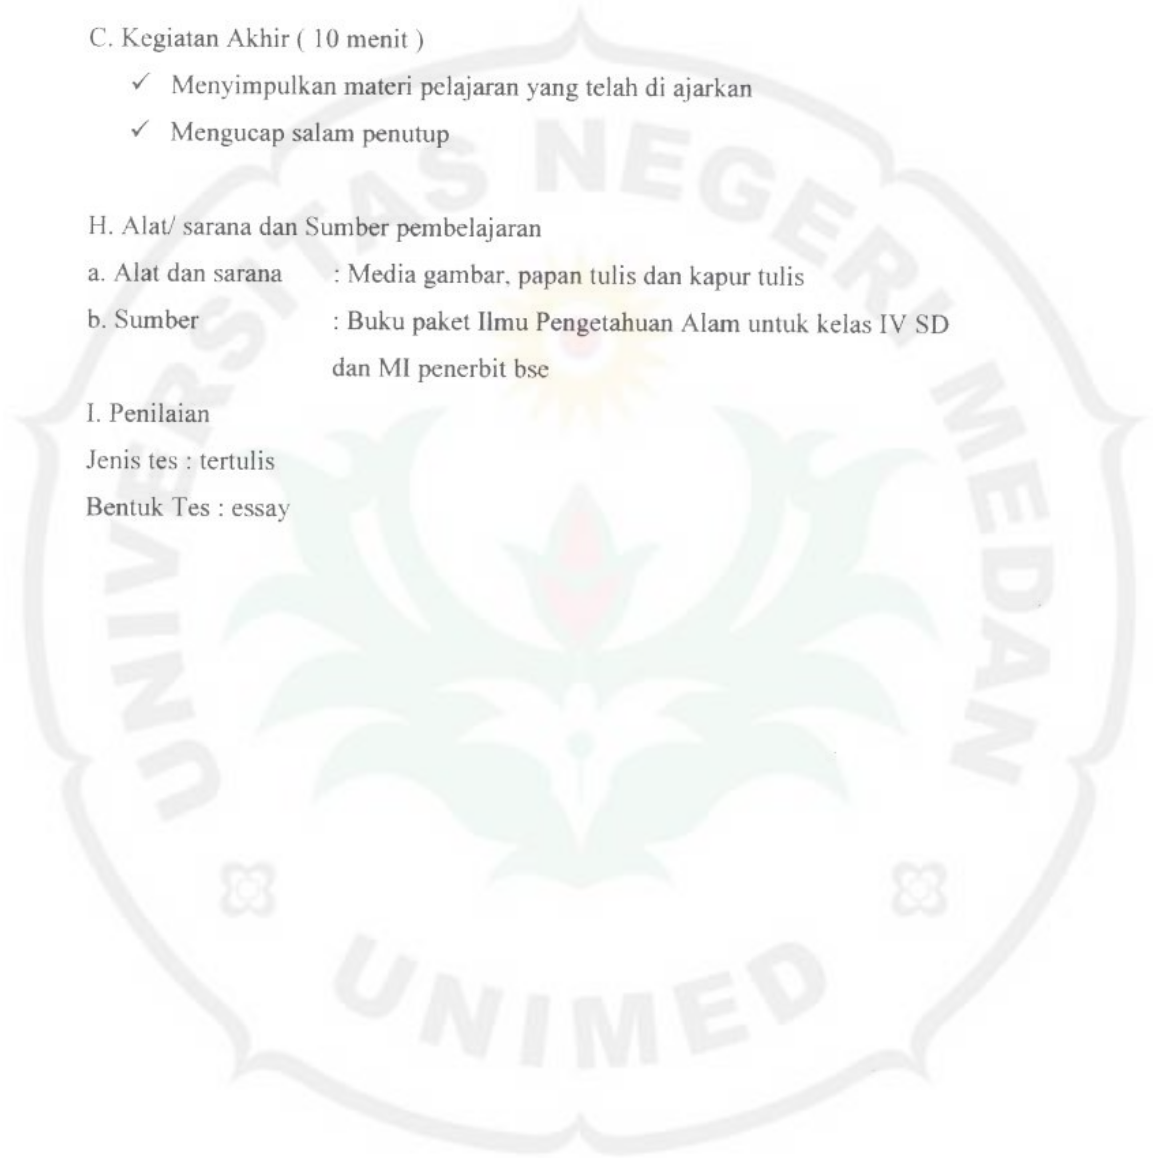 C. Kegiatan Akhir ( 10 menit )
✓ Menyimpulkan materi pelajaran yang telah di ajarkan
✓ Mengucap salam penutup
H. Alat/ sarana dan Sumber pembelajaran
a. Alat dan sarana : Media gambar, papan tulis dan kapur tulis
b. Sumber : Buku paket Ilmu Pengetahuan Alam untuk kelas IV SD
dan MI penerbit bse
I. Penilaian
Jenis tes : tertulis
Bentuk Tes : essay
UNIVERSITAS NEGERI MEDAN
UNIMED